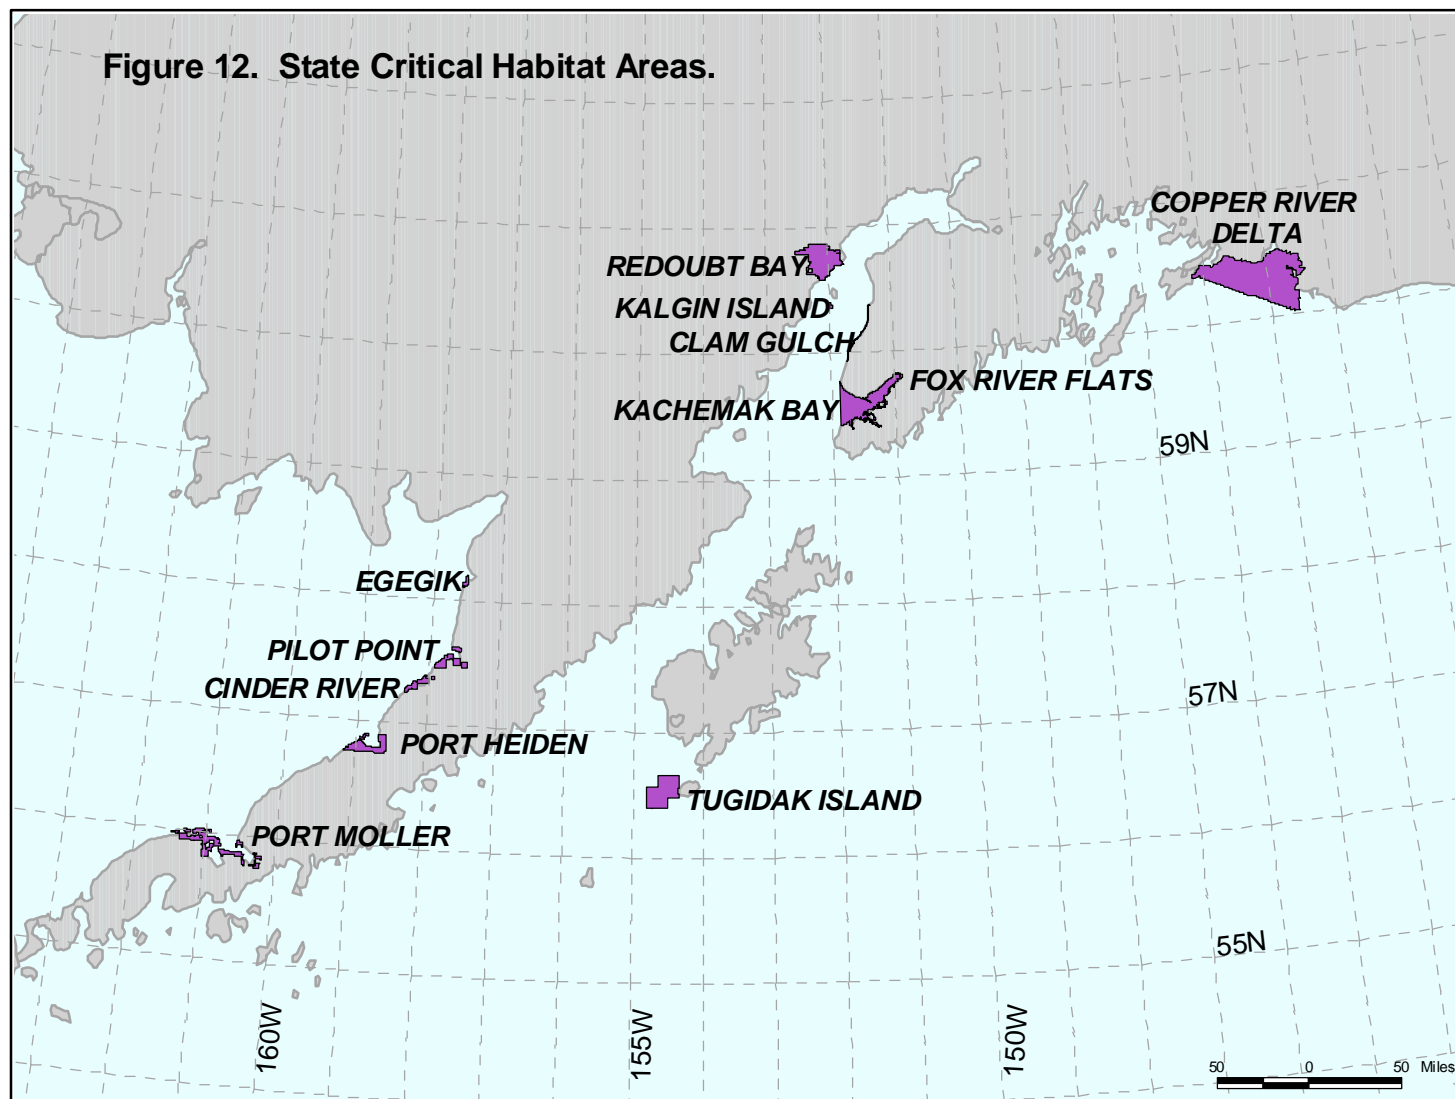 Figure 12. State Critical Habitat Areas.
COPPER RIVER
DELTA
REDOUBT BAY
KALGIN ISLAND
CLAM GULCH
FOX RIVER FLATS
KACHEMAK BAY
59N
EGEGIK
PILOT POINT
CINDER RIVER
57N
PORT HEIDEN
TUGIDAK ISLAND
PORT MOLLER
55N
160W
155W
150W
50 0 50 Miles